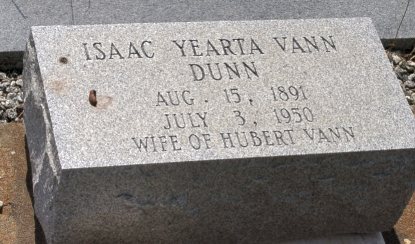 ISAAC YEARTA VANN
DUNN
AUG. 15, 1891
JULY 3, 1950
WIFE OF HUBERT VANN